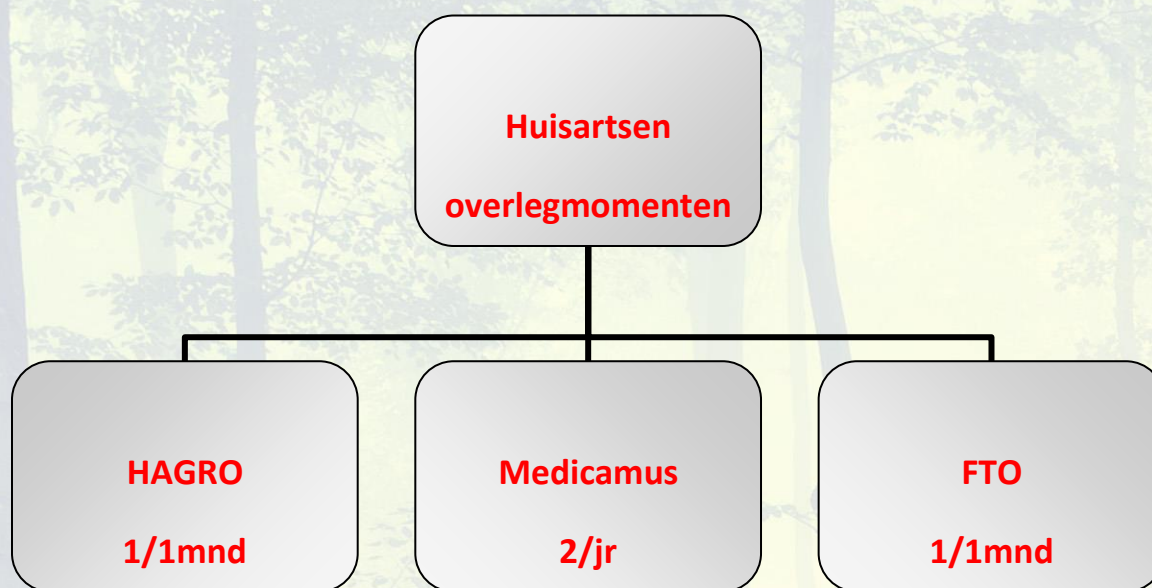 Huisartsen
overlegmomenten
HAGRO
1/1mnd
Medicamus
2/jr
FTO
1/1mnd